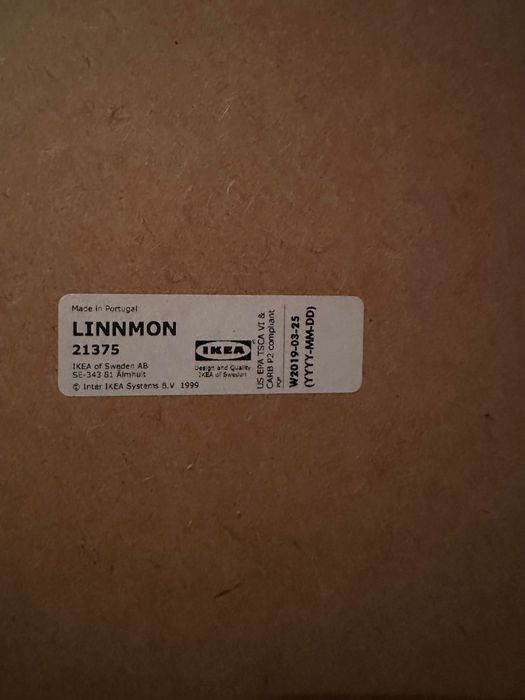 Made in Portugal
LINNMON
21375
IKEA of Sweden AB
SE-343 81 Älmhult
© Inter IKEA Systems B.V. 1999
IKEA
®
Design and Quality
IKEA of Sweden
US EPA TSCA VI &
CARB P2 compliant
W2019-03-25
(YYYY-MM-DD)